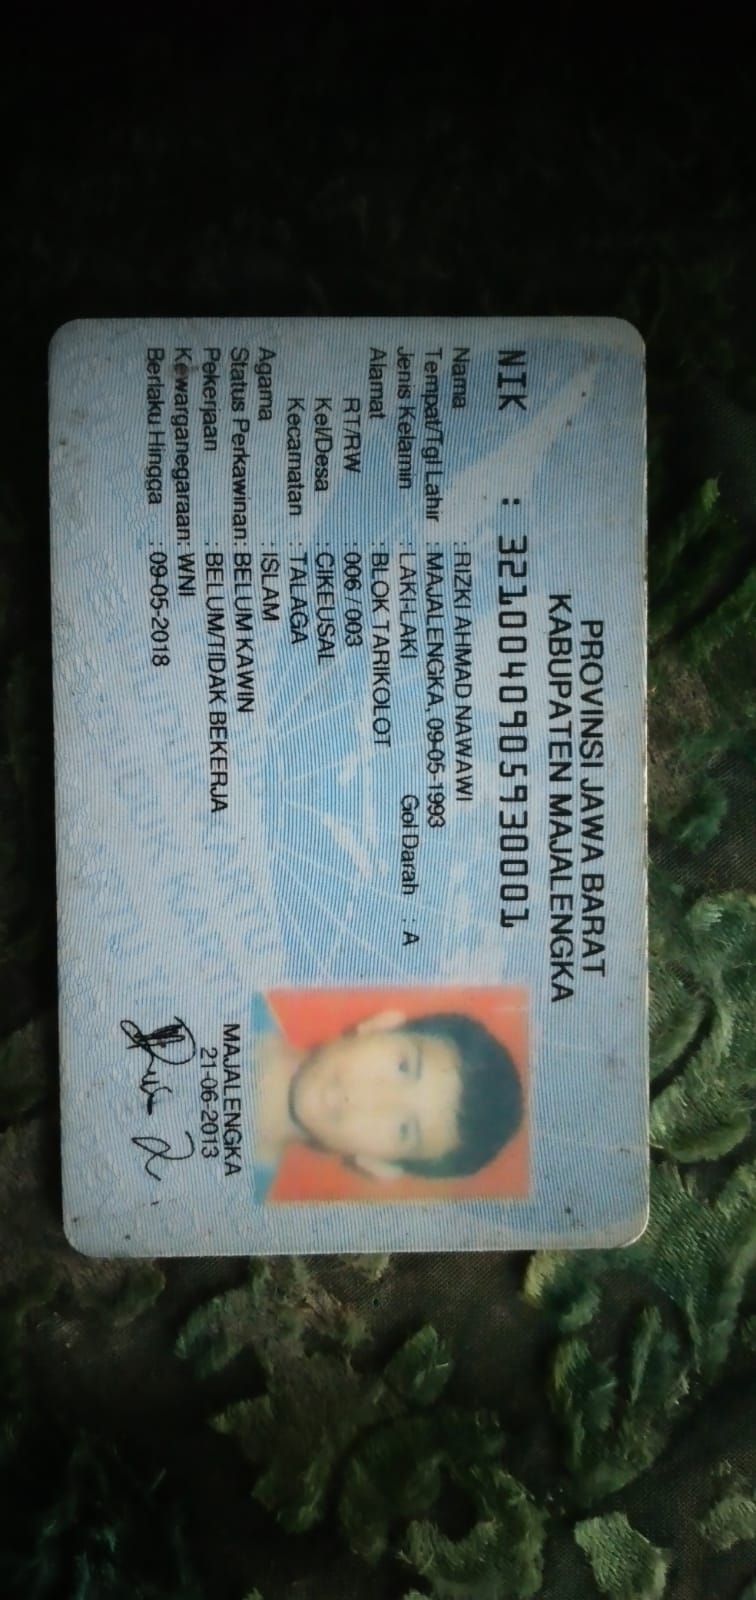 PROVINSI JAWA BARAT
KABUPATEN MAJALENGKA
NIK : 3210040905930001
Nama : RIZKI AHMAD NAWAWI
Tempat/Tgl Lahir : MAJALENGKA, 09-05-1993
Jenis Kelamin : LAKI-LAKI Gol Darah : A
Alamat : BLOK TARIKOLOT
RT/RW : 006 / 003
Kel/Desa : CIKEUSAL
Kecamatan : TALAGA
Agama : ISLAM
Status Perkawinan: BELUM KAWIN
Pekerjaan : BELUM/TIDAK BEKERJA
Kewarganegaraan: WNI
Berlaku Hingga : 09-05-2018
MAJALENGKA
21-06-2013